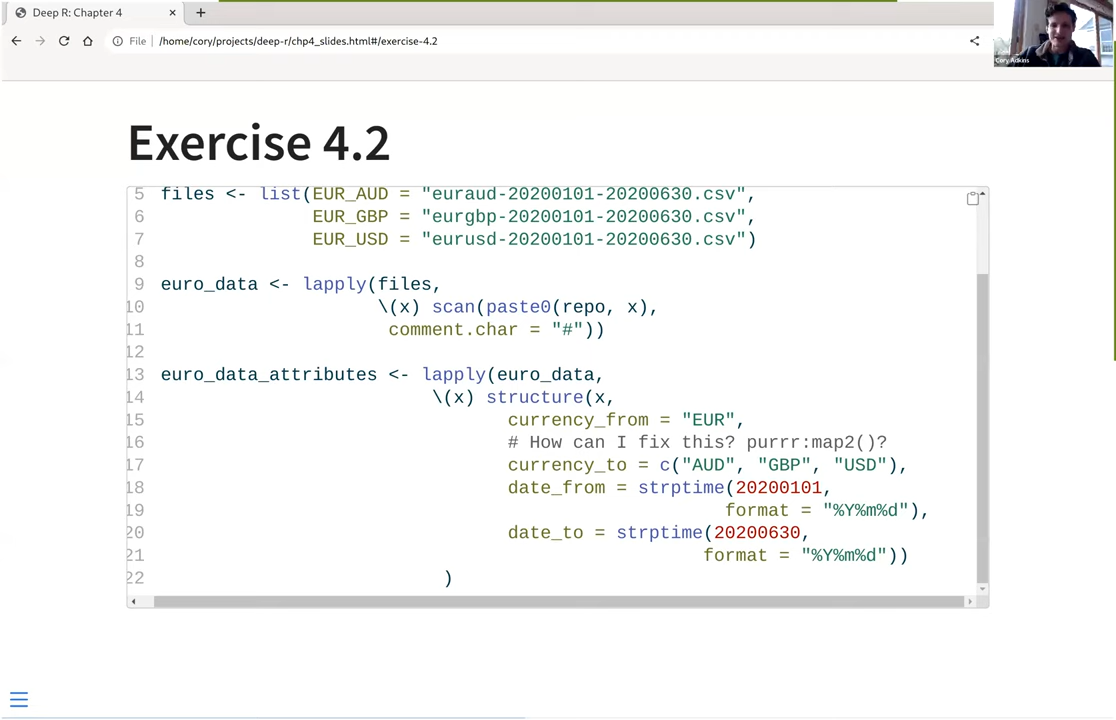 Deep R: Chapter 4
File | /home/cory/projects/deep-r/chp4_slides.html#/exercise-4.2
Cory Adkins
Exercise 4.2
5 files <- list(EUR_AUD = "euraud-20200101-20200630.csv",
6 EUR_GBP = "eurgbp-20200101-20200630.csv",
7 EUR_USD = "eurusd-20200101-20200630.csv")
8
9 euro_data <- lapply(files,
10 \(x) scan(paste0(repo, x),
11 comment.char = "#"))
12
13 euro_data_attributes <- lapply(euro_data,
14 \(x) structure(x,
15 currency_from = "EUR",
16 # How can I fix this? purrr:map2()?
17 currency_to = c("AUD", "GBP", "USD"),
18 date_from = strptime(20200101,
19 format = "%Y%m%d"),
20 date_to = strptime(20200630,
21 format = "%Y%m%d"))
22 )